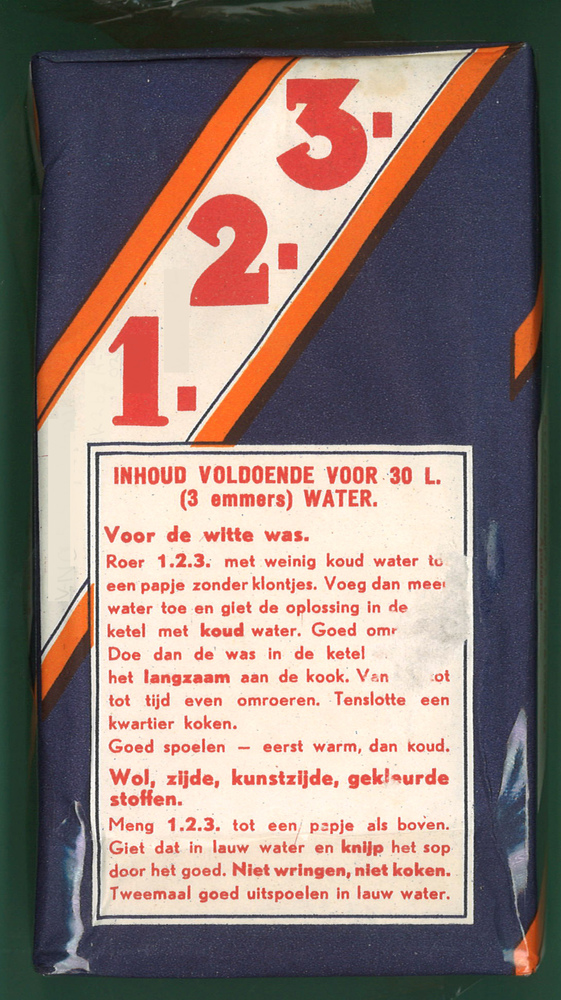 3.
2.
1.
INHOUD VOLDOENDE VOOR 30 L.
(3 emmers) WATER.
Voor de witte was.
Roer 1.2.3. met weinig koud water to
een papje zonder klontjes. Voeg dan mee
water toe en giet de oplossing in de
ketel met koud water. Goed om
Doe dan de was in de ketel
het langzaam aan de kook. Van tot
tot tijd even omroeren. Tenslotte een
kwartier koken.
Goed spoelen — eerst warm, dan koud.
Wol, zijde, kunstzijde, gekleurde
stoffen.
Meng 1.2.3. tot een papje als boven.
Giet dat in lauw water en knijp het sop
door het goed. Niet wringen, niet koken.
Tweemaal goed uitspoelen in lauw water.